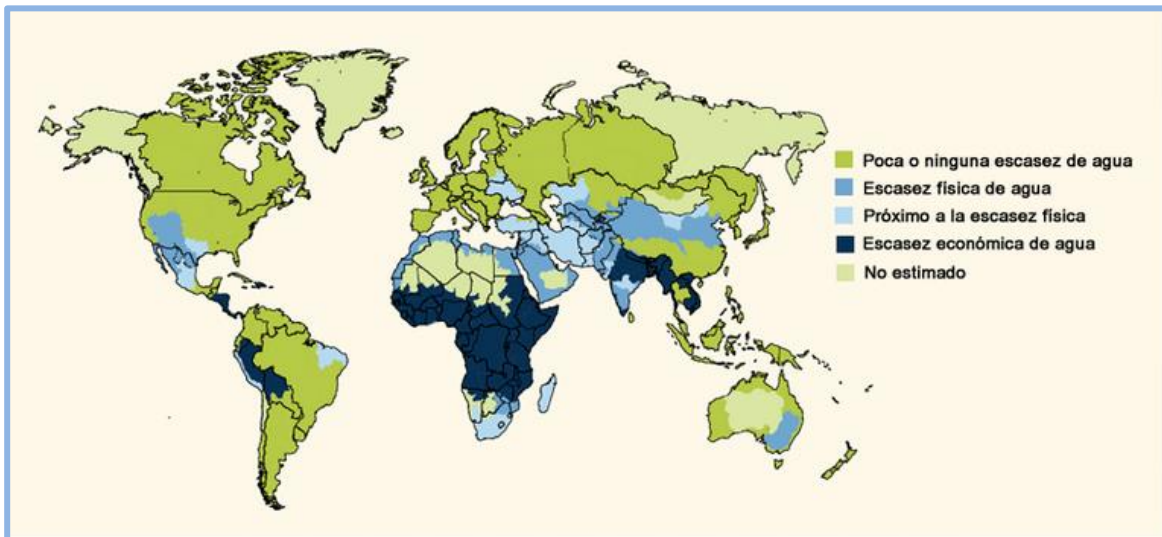 Poca o ninguna escasez de agua
Escasez física de agua
Próximo a la escasez física
Escasez económica de agua
No estimado